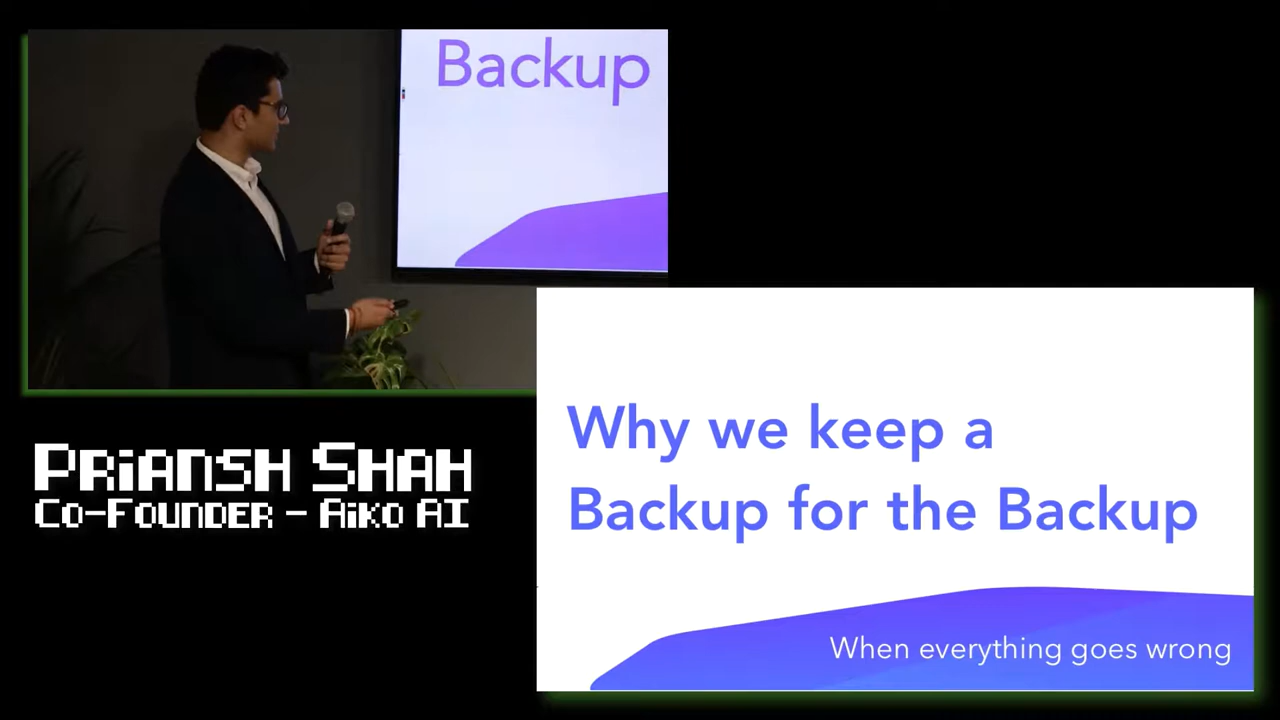 Backup
Priansh Shah
Co-Founder - Aiko AI
Why we keep a
Backup for the Backup
When everything goes wrong